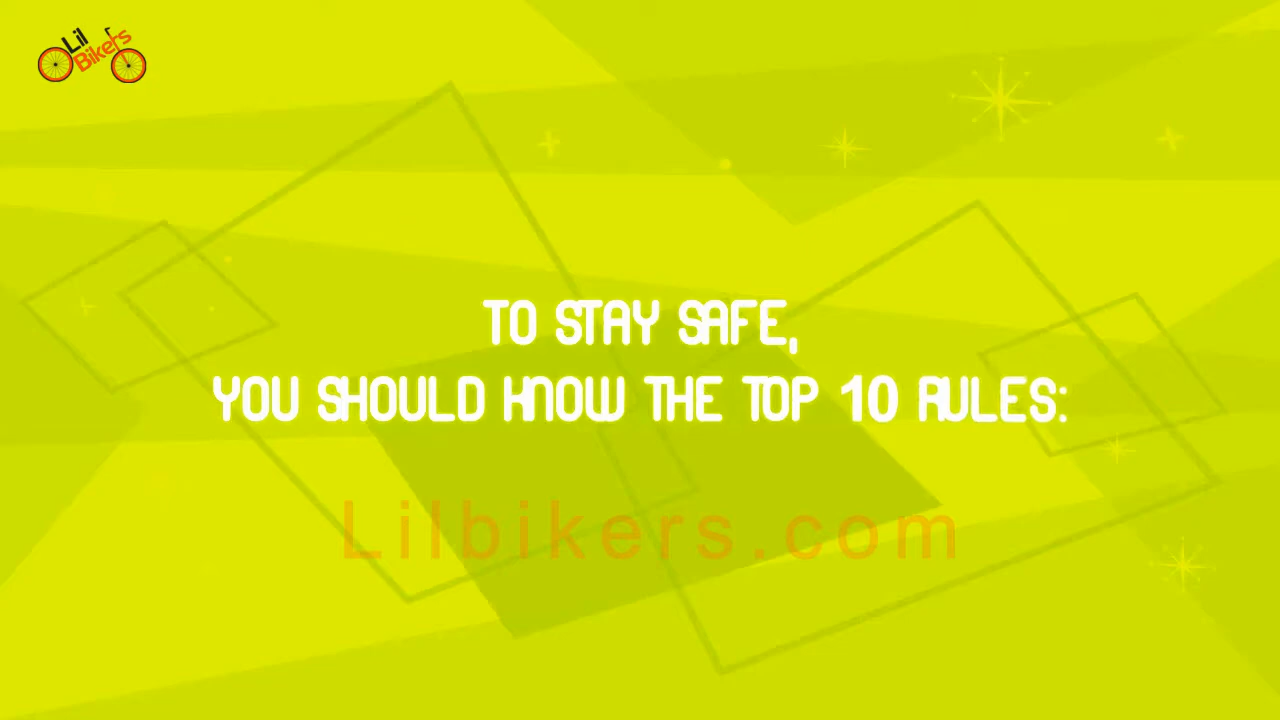 Lil
Bikers
TO STAY SAFE,
YOU SHOULD KNOW THE TOP 10 RULES:
Lilbikers.com